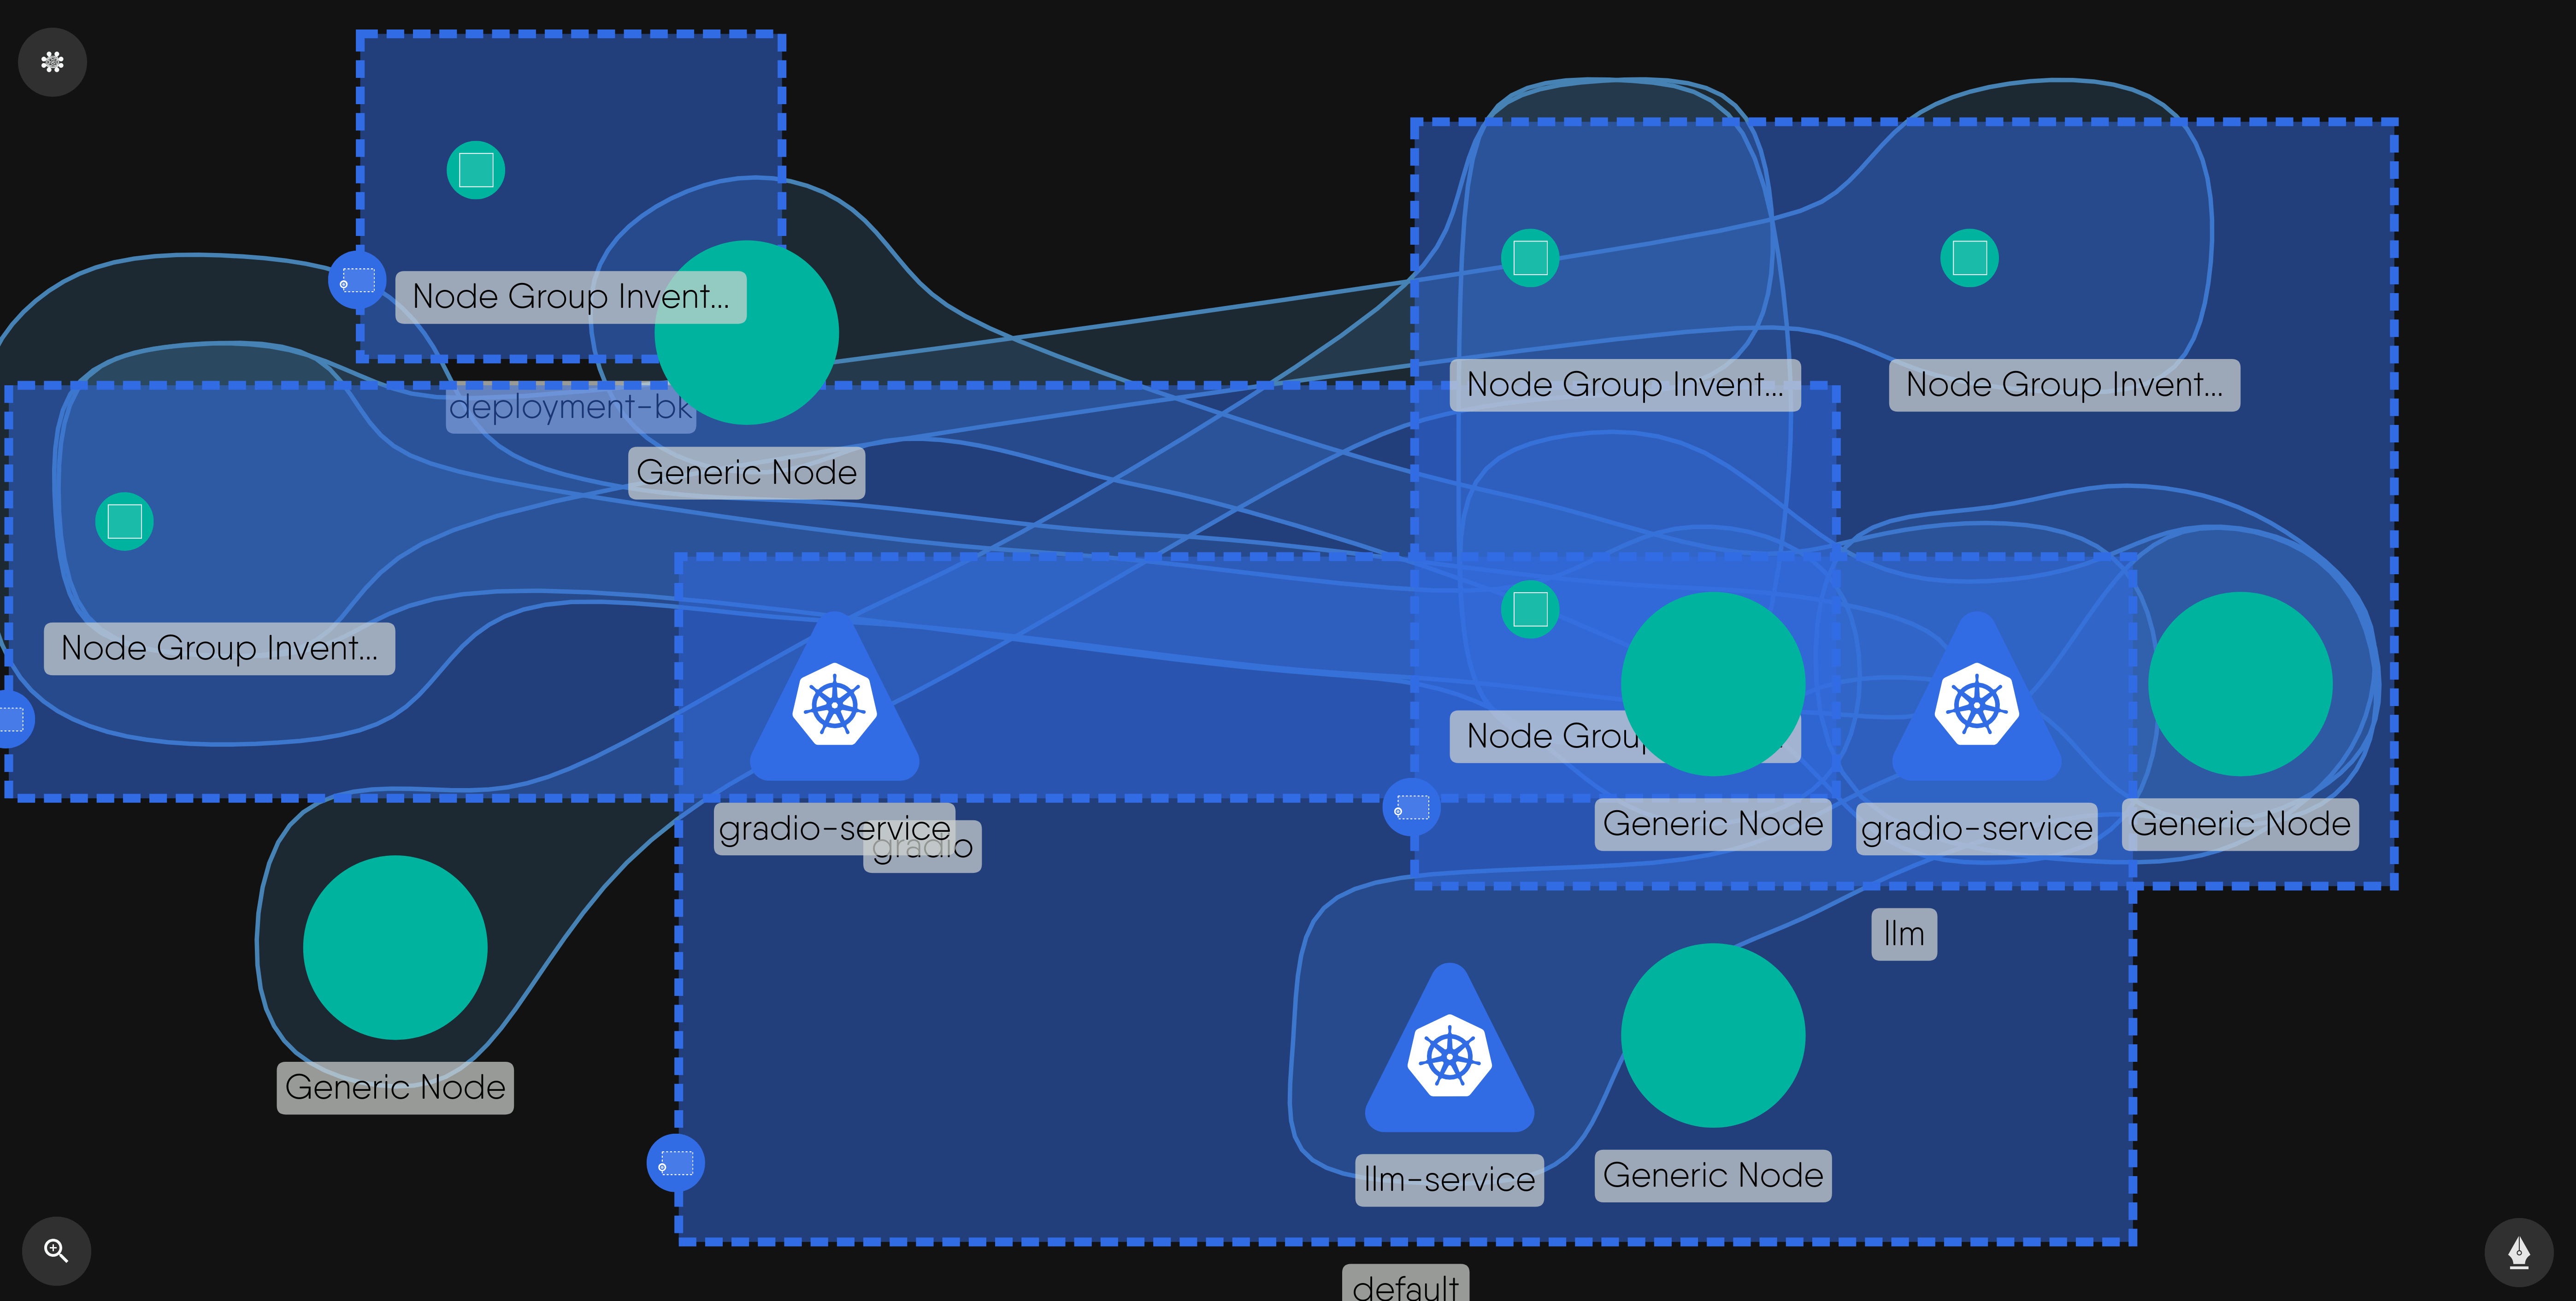 Node Group Invent...
deployment-bk
Generic Node
Node Group Invent...
Node Group Invent...
Node Group Invent...
Node Grou
Generic Node
gradio-service
Generic Node
gradio-service
gradio
llm
Generic Node
llm-service
Generic Node
default